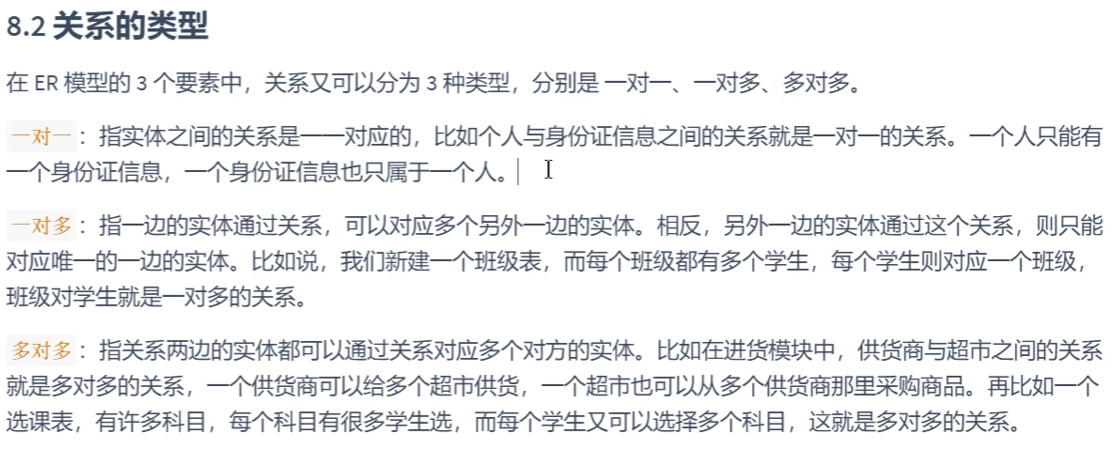 8.2 关系的类型
在 ER 模型的 3 个要素中，关系又可以分为 3 种类型，分别是 一对一、一对多、多对多。
一对一：指实体之间的关系是一一对应的，比如个人与身份证信息之间的关系就是一对一的关系。一个人只能有
一个身份证信息，一个身份证信息也只属于一个人。
一对多：指一边的实体通过关系，可以对应多个另外一边的实体。相反，另外一边的实体通过这个关系，则只能
对应唯一的一边的实体。比如说，我们新建一个班级表，而每个班级都有多个学生，每个学生则对应一个班级，
班级对学生就是一对多的关系。
多对多：指关系两边的实体都可以通过关系对应多个对方的实体。比如在进货模块中，供货商与超市之间的关系
就是多对多的关系，一个供货商可以给多个超市供货，一个超市也可以从多个供货商那里采购商品。再比如一个
选课表，有许多科目，每个科目有很多学生选，而每个学生又可以选择多个科目，这就是多对多的关系。